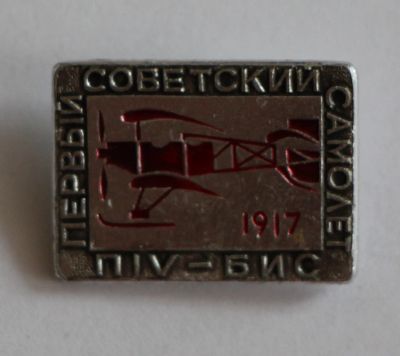 ПЕРВЫЙ
СОВЕТСКИЙ
САМОЛЕТ
1917
ПIV-БИС